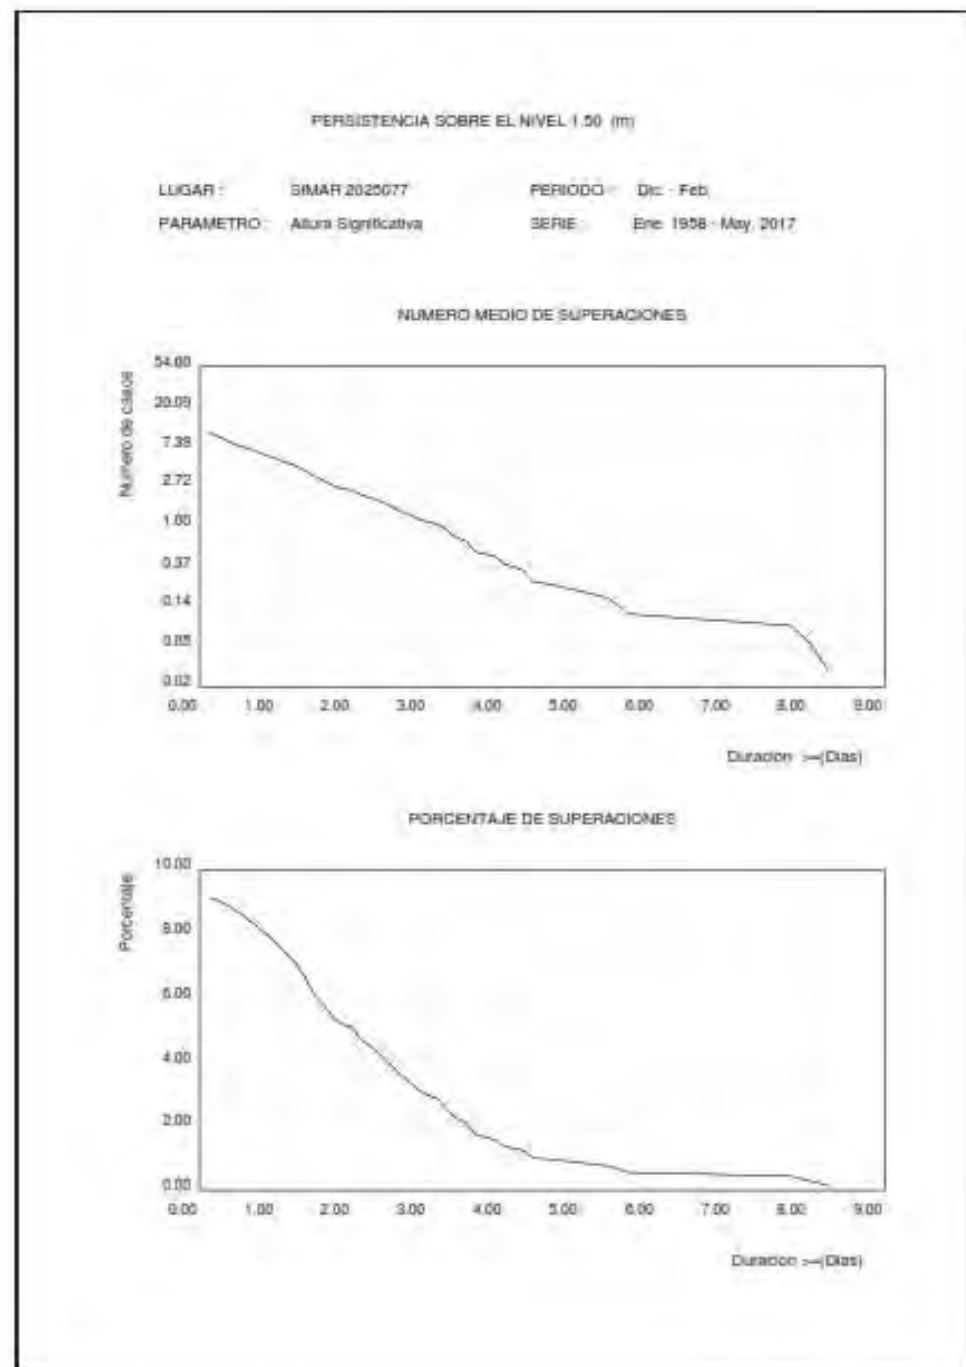 PERSISTENCIA SOBRE EL NIVEL 1.50 (m)
LUGAR : SIMAR 2025077 PERIODO : Dic. - Feb.
PARAMETRO : Altura Significativa SERIE : Ene. 1958 - May. 2017
NUMERO MEDIO DE SUPERACIONES
Numero de casos
54.60
20.09
7.39
2.72
1.00
0.37
0.14
0.05
0.02
0.00 1.00 2.00 3.00 4.00 5.00 6.00 7.00 8.00 9.00
Duracion >=(Dias)
PORCENTAJE DE SUPERACIONES
Porcentaje
10.00
8.00
6.00
4.00
2.00
0.00
0.00 1.00 2.00 3.00 4.00 5.00 6.00 7.00 8.00 9.00
Duracion >=(Dias)